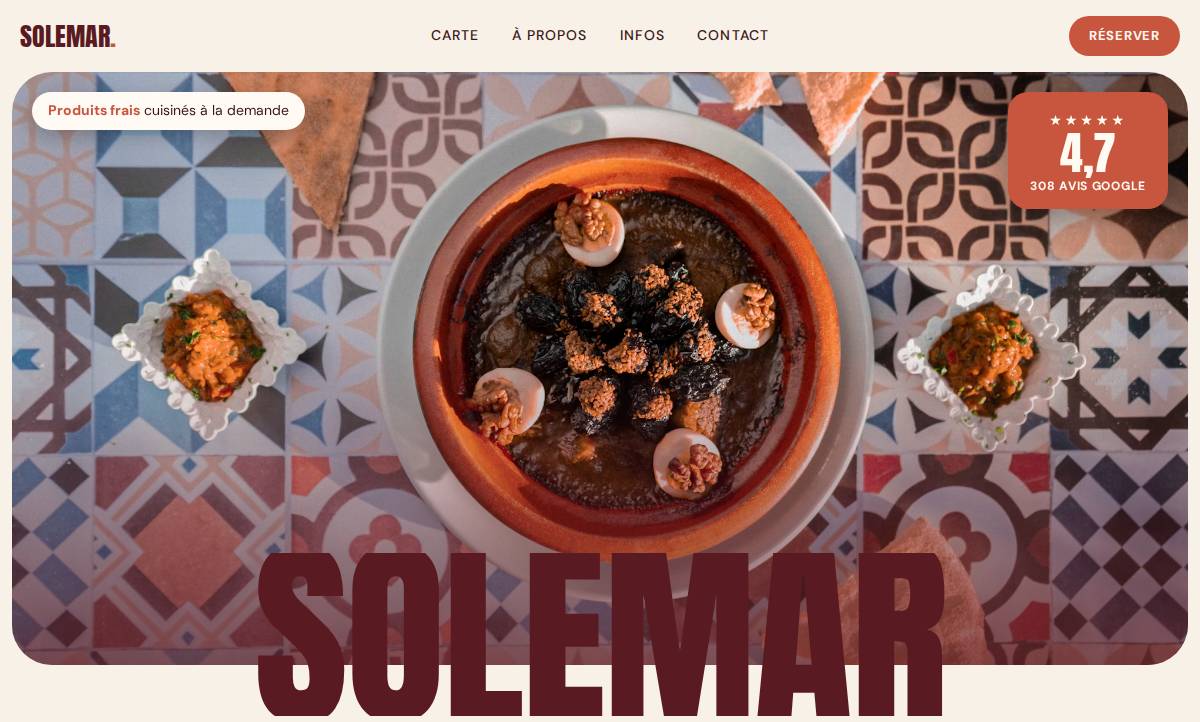 SOLEMAR.
CARTE
À PROPOS
INFOS
CONTACT
RÉSERVER
Produits frais cuisinés à la demande
★★★★★
4,7
308 AVIS GOOGLE
SOLEMAR